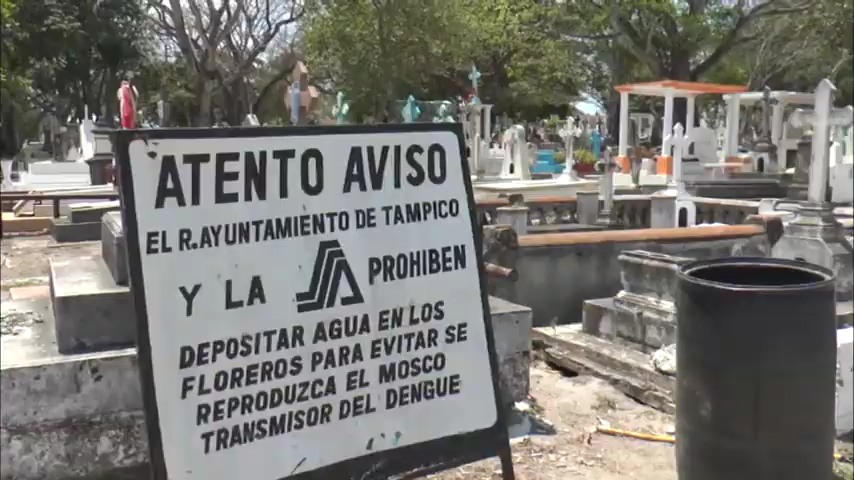 ATENTO AVISO
EL R.AYUNTAMIENTO DE TAMPICO
Y LA PROHIBEN
DEPOSITAR AGUA EN LOS
FLOREROS PARA EVITAR SE
REPRODUZCA EL MOSCO
TRANSMISOR DEL DENGUE